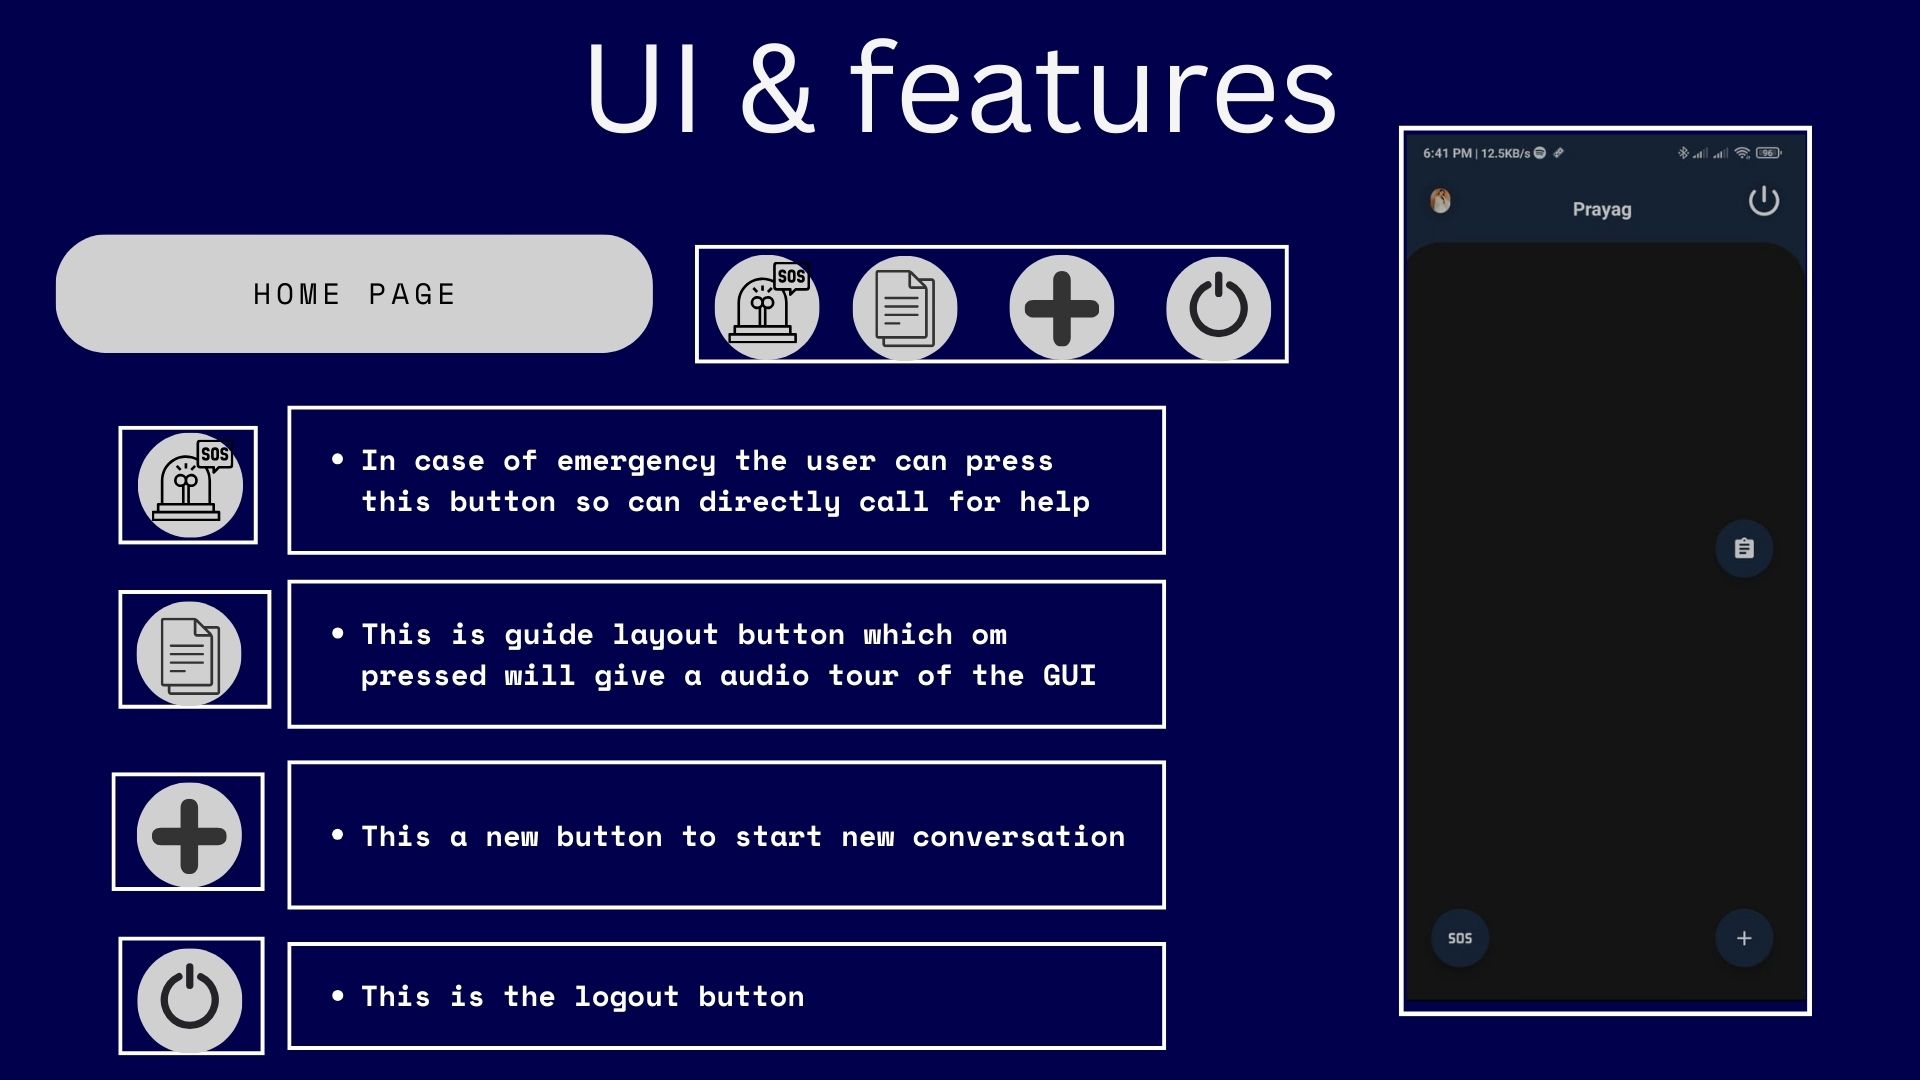 UI & features
6:41 PM | 12.5KB/s
96
Prayag
HOME PAGE
SOS
SOS
• In case of emergency the user can press
this button so can directly call for help
• This is guide layout button which om
pressed will give a audio tour of the GUI
• This a new button to start new conversation
• This is the logout button
SOS
+